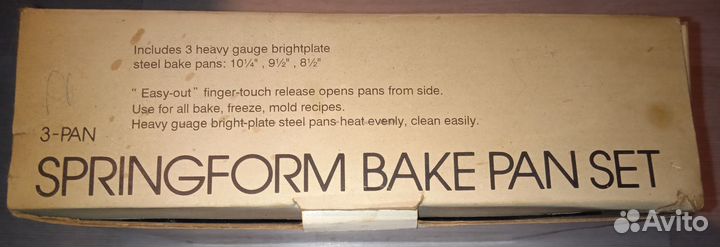 Includes 3 heavy gauge brightplate
steel bake pans: 10¼", 9½", 8½"
"Easy-out" finger-touch release opens pans from side.
Use for all bake, freeze, mold recipes.
Heavy guage bright-plate steel pans heat evenly, clean easily.
3-PAN
SPRINGFORM BAKE PAN SET
Avito